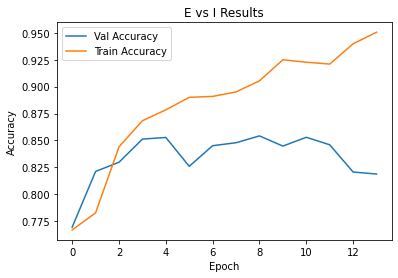 E vs I Results
Val Accuracy
Train Accuracy
0.950
0.925
0.900
0.875
0.850
0.825
0.800
0.775
Accuracy
0 2 4 6 8 10 12
Epoch